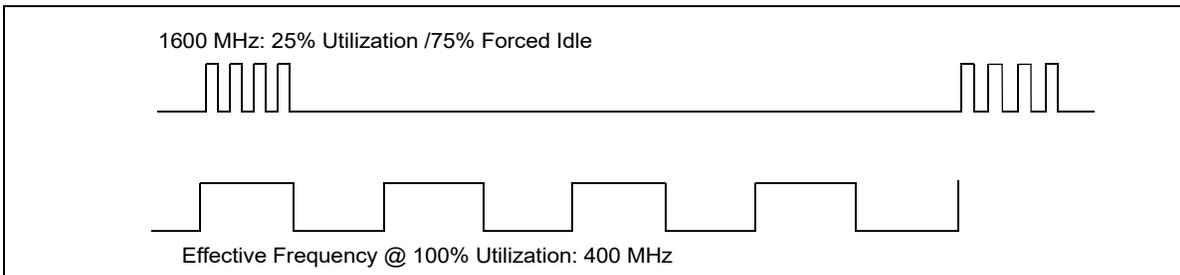 1600 MHz: 25% Utilization /75% Forced Idle
Effective Frequency @ 100% Utilization: 400 MHz